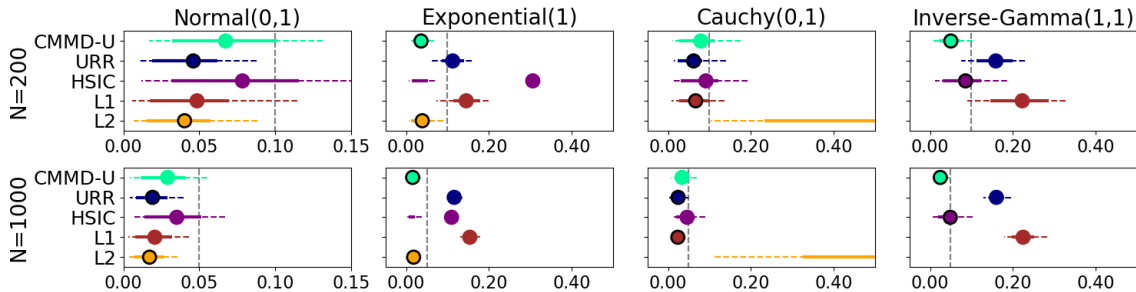 Normal(0,1) Exponential(1) Cauchy(0,1) Inverse-Gamma(1,1)
N=200
CMMD-U
URR
HSIC
L1
L2
0.00 0.05 0.10 0.15 0.00 0.20 0.40 0.00 0.20 0.40 0.00 0.20 0.40
N=1000
CMMD-U
URR
HSIC
L1
L2
0.00 0.05 0.10 0.15 0.00 0.20 0.40 0.00 0.20 0.40 0.00 0.20 0.40